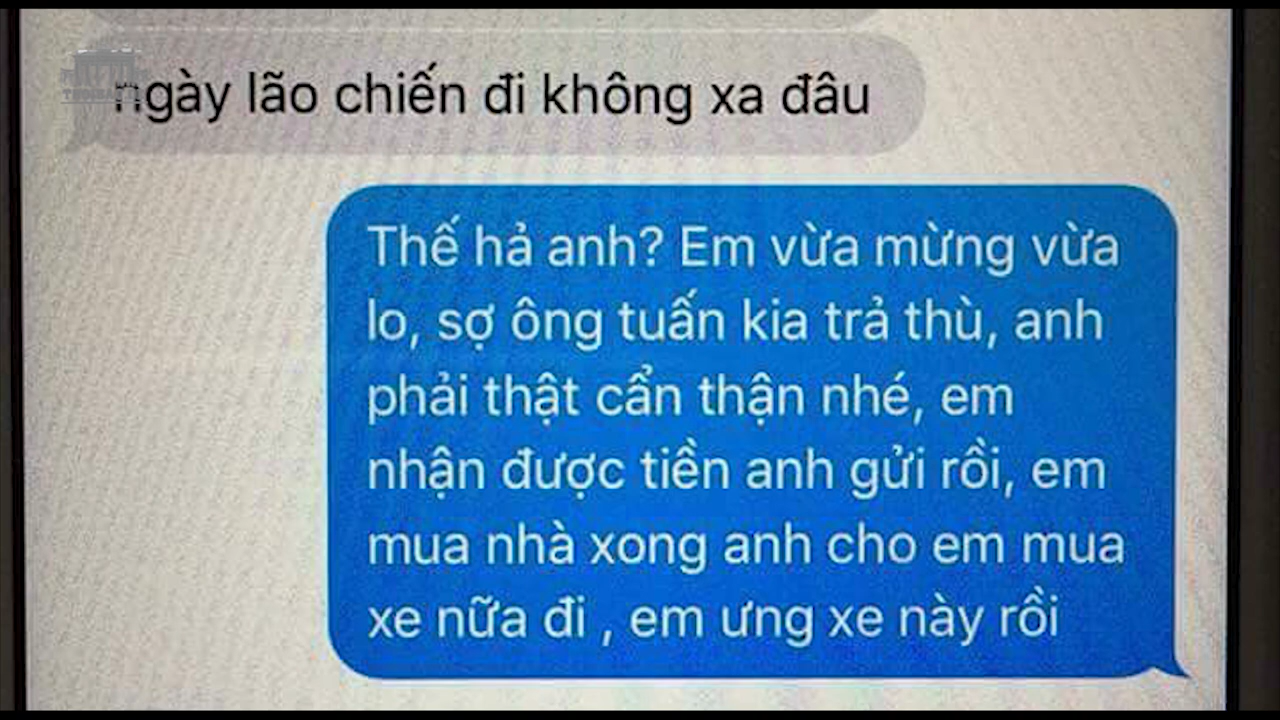 ngày lão chiến đi không xa đâu
Thế hả anh? Em vừa mừng vừa
lo, sợ ông tuấn kia trả thù, anh
phải thật cẩn thận nhé, em
nhận được tiền anh gửi rồi, em
mua nhà xong anh cho em mua
xe nữa đi , em ưng xe này rồi